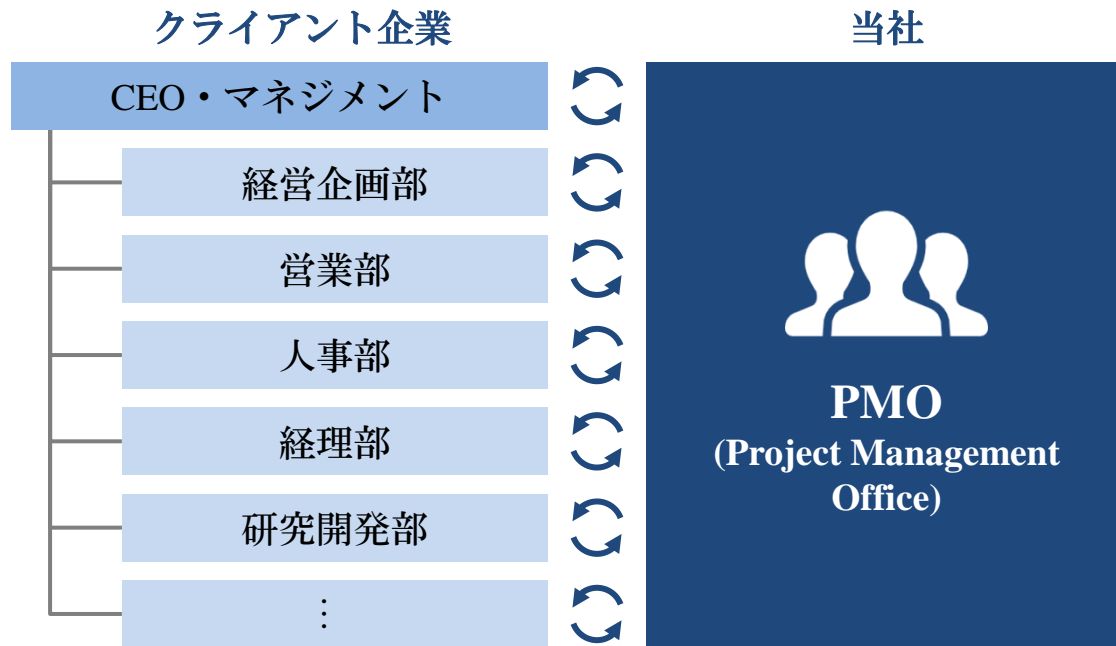 クライアント企業
当社
CEO・マネジメント
経営企画部
営業部
人事部
経理部
研究開発部
⋮
PMO
(Project Management
Office)